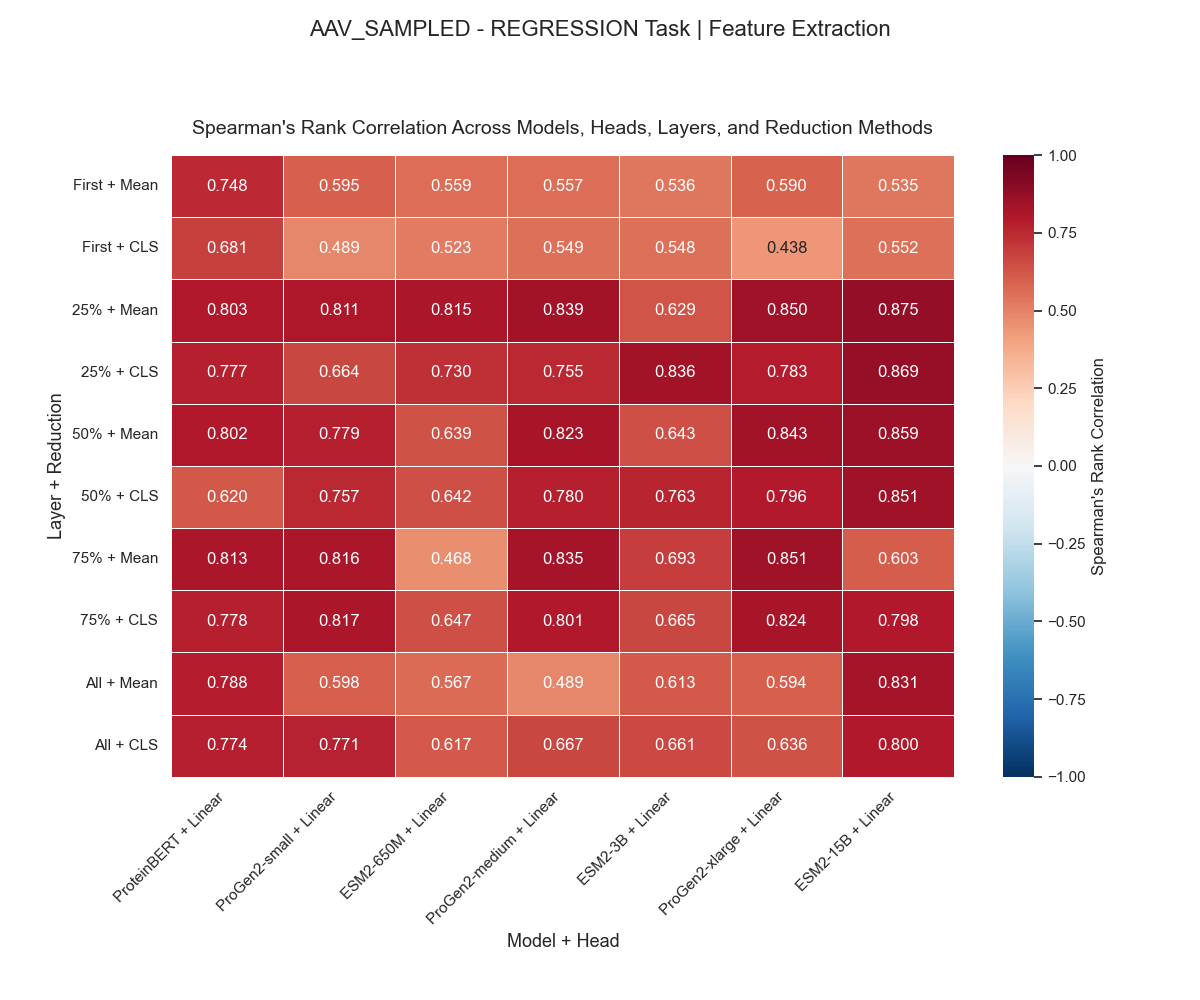 AAV_SAMPLED - REGRESSION Task | Feature Extraction
Spearman's Rank Correlation Across Models, Heads, Layers, and Reduction Methods
Layer + Reduction
First + Mean 0.748 0.595 0.559 0.557 0.536 0.590 0.535
First + CLS 0.681 0.489 0.523 0.549 0.548 0.438 0.552
25% + Mean 0.803 0.811 0.815 0.839 0.629 0.850 0.875
25% + CLS 0.777 0.664 0.730 0.755 0.836 0.783 0.869
50% + Mean 0.802 0.779 0.639 0.823 0.643 0.843 0.859
50% + CLS 0.620 0.757 0.642 0.780 0.763 0.796 0.851
75% + Mean 0.813 0.816 0.468 0.835 0.693 0.851 0.603
75% + CLS 0.778 0.817 0.647 0.801 0.665 0.824 0.798
All + Mean 0.788 0.598 0.567 0.489 0.613 0.594 0.831
All + CLS 0.774 0.771 0.617 0.667 0.661 0.636 0.800
ProteinBERT + Linear
ProGen2-small + Linear
ESM2-650M + Linear
ProGen2-medium + Linear
ESM2-3B + Linear
ProGen2-xlarge + Linear
ESM2-15B + Linear
Model + Head
1.00
0.75
0.50
0.25
0.00
−0.25
−0.50
−0.75
−1.00
Spearman's Rank Correlation